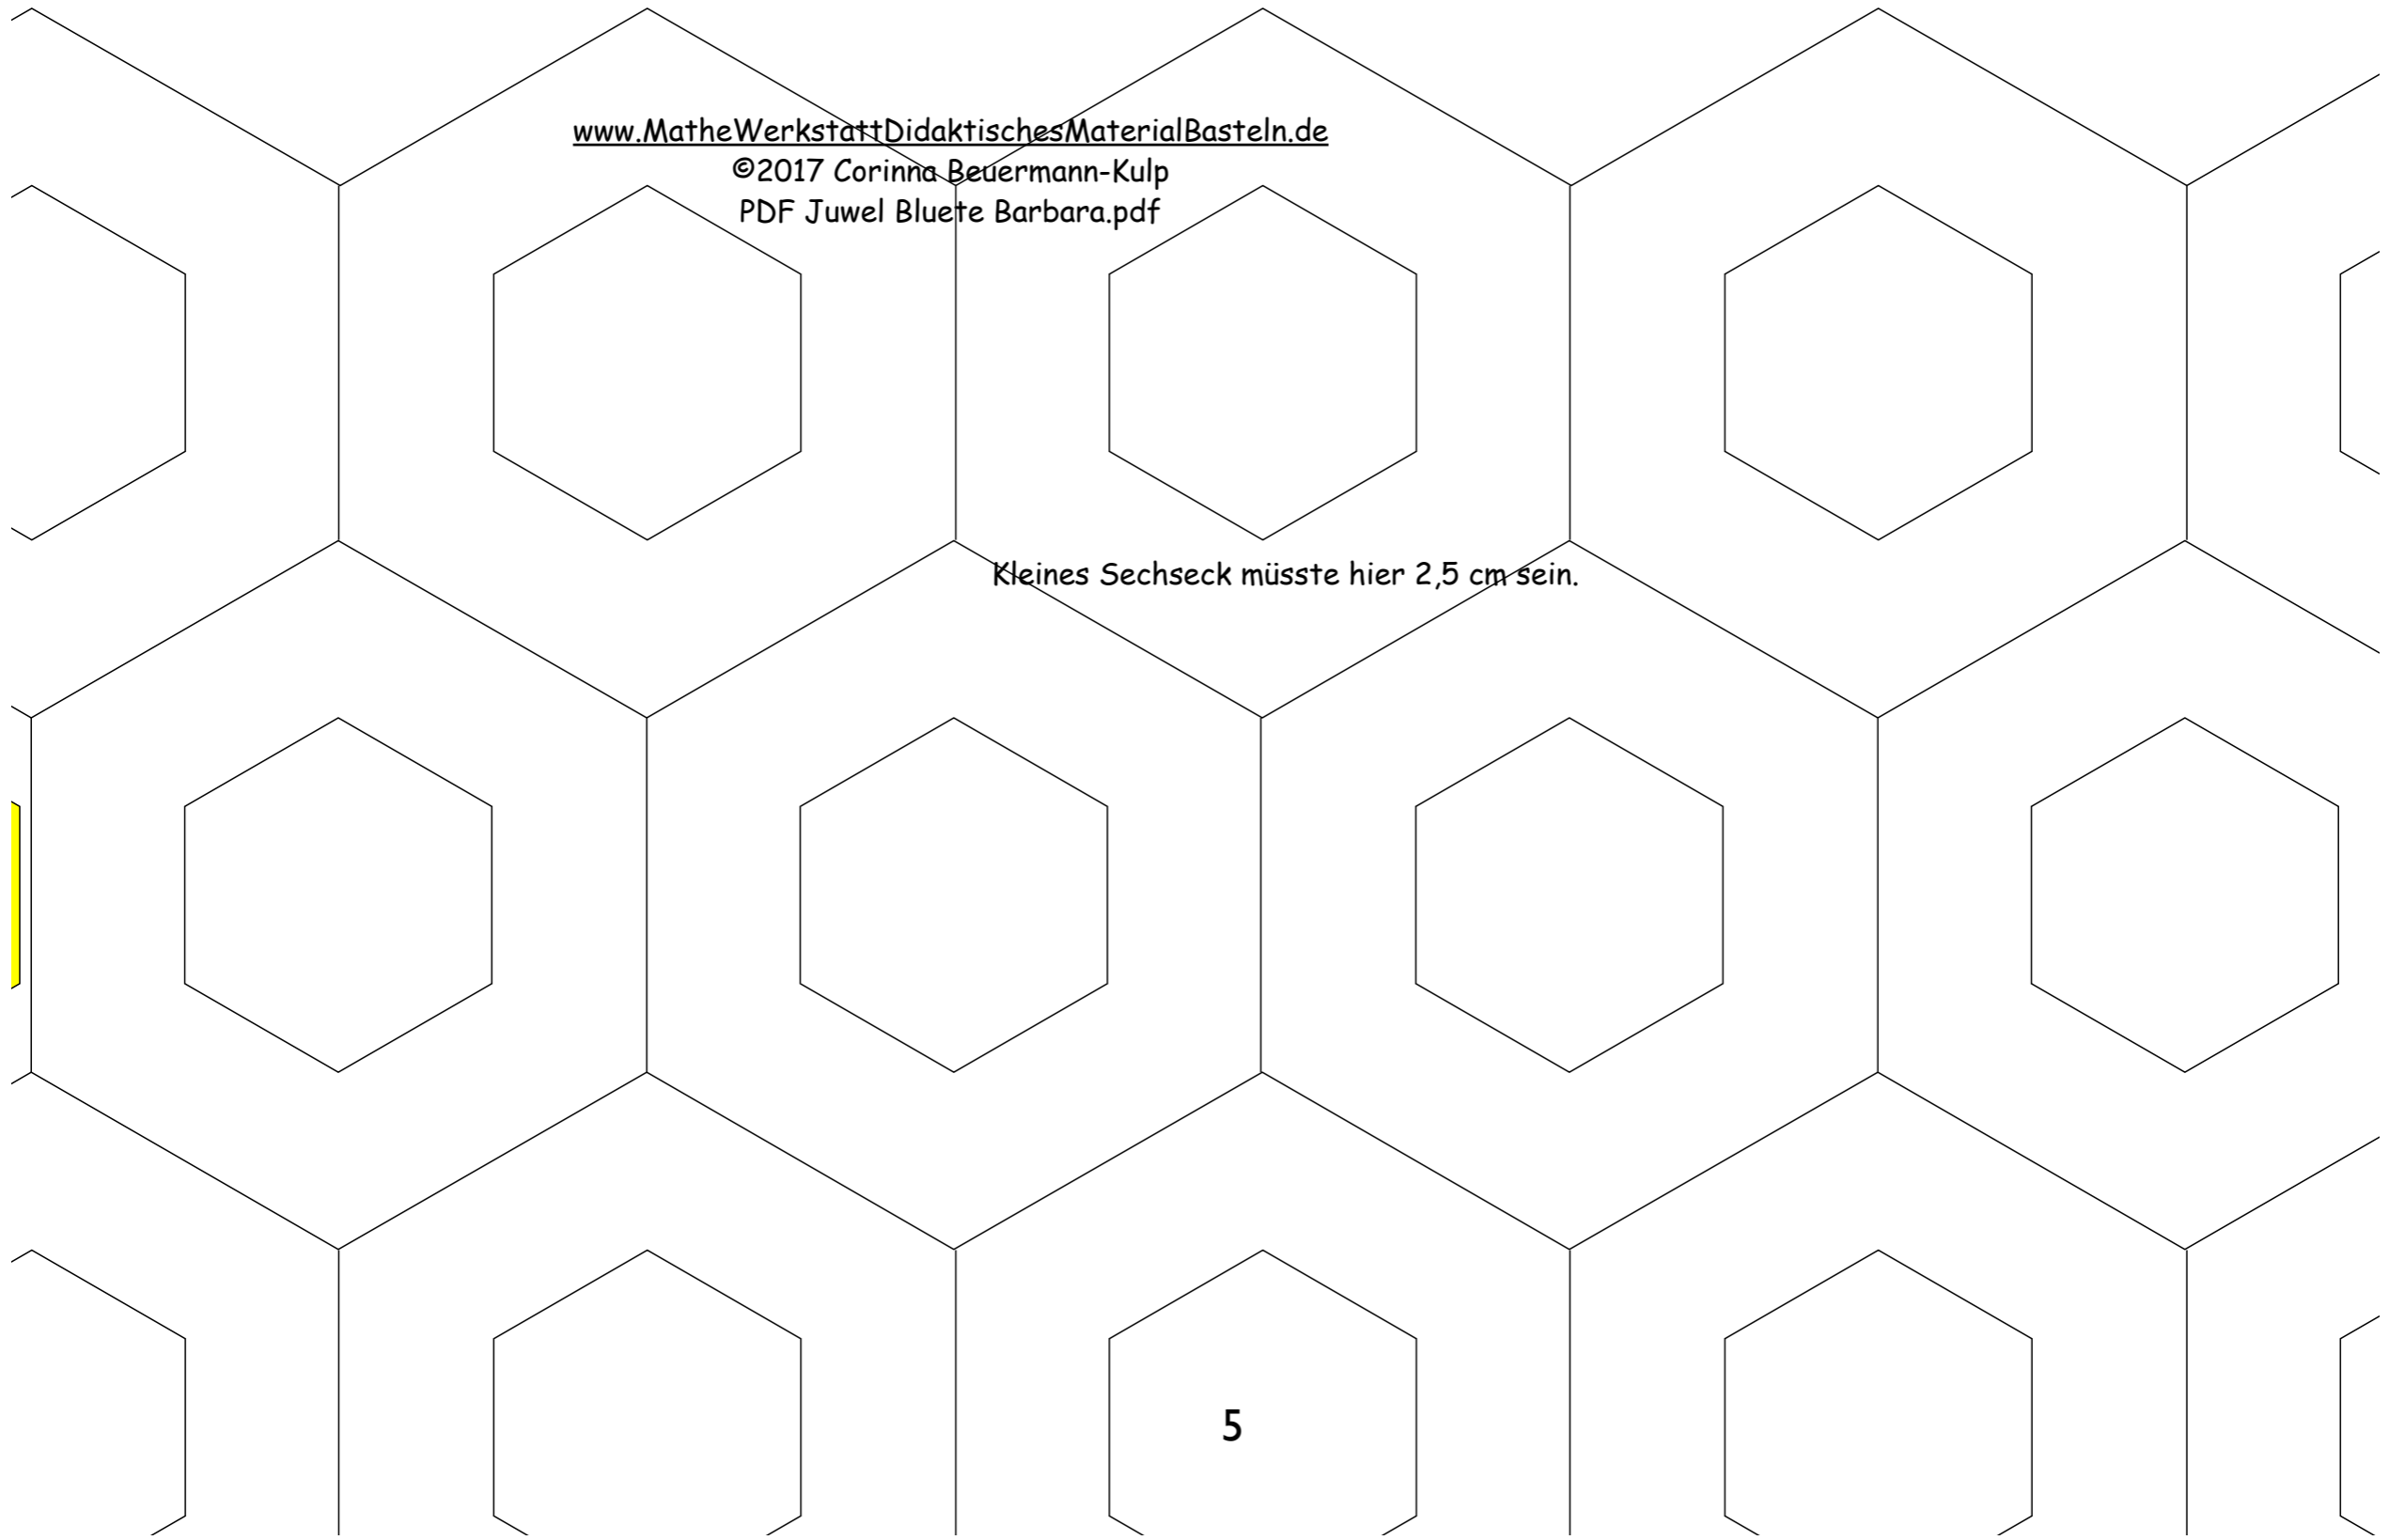 www.MatheWerkstattDidaktischesMaterialBasteln.de
©2017 Corinna Beuermann-Kulp
PDF Juwel Bluete Barbara.pdf
Kleines Sechseck müsste hier 2,5 cm sein.
5